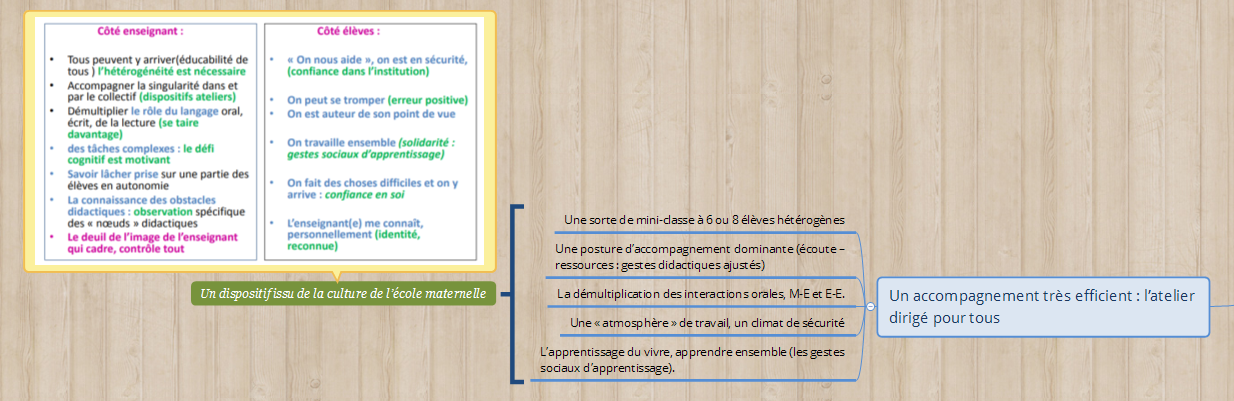 Côté enseignant :
• Tous peuvent y arriver(éducabilité de
tous ) l'hétérogénéité est nécessaire
• Accompagner la singularité dans et
par le collectif (dispositifs ateliers)
• Démultiplier le rôle du langage oral,
écrit, de la lecture (se taire
davantage)
• des tâches complexes : le défi
cognitif est motivant
• Savoir lâcher prise sur une partie des
élèves en autonomie
• La connaissance des obstacles
didactiques : observation spécifique
des « nœuds » didactiques
• Le deuil de l'image de l'enseignant
qui cadre, contrôle tout
Côté élèves :
• « On nous aide », on est en sécurité,
(confiance dans l'institution)
• On peut se tromper (erreur positive)
• On est auteur de son point de vue
• On travaille ensemble (solidarité :
gestes sociaux d'apprentissage)
• On fait des choses difficiles et on y
arrive : confiance en soi
• L'enseignant(e) me connaît,
personnellement (identité,
reconnue)
Un dispositif issu de la culture de l'école maternelle
Une sorte de mini-classe à 6 ou 8 élèves hétérogènes
Une posture d'accompagnement dominante (écoute –
ressources : gestes didactiques ajustés)
La démultiplication des interactions orales, M-E et E-E.
Une « atmosphère » de travail, un climat de sécurité
L'apprentissage du vivre, apprendre ensemble (les gestes
sociaux d'apprentissage).
Un accompagnement très efficient : l'atelier
dirigé pour tous